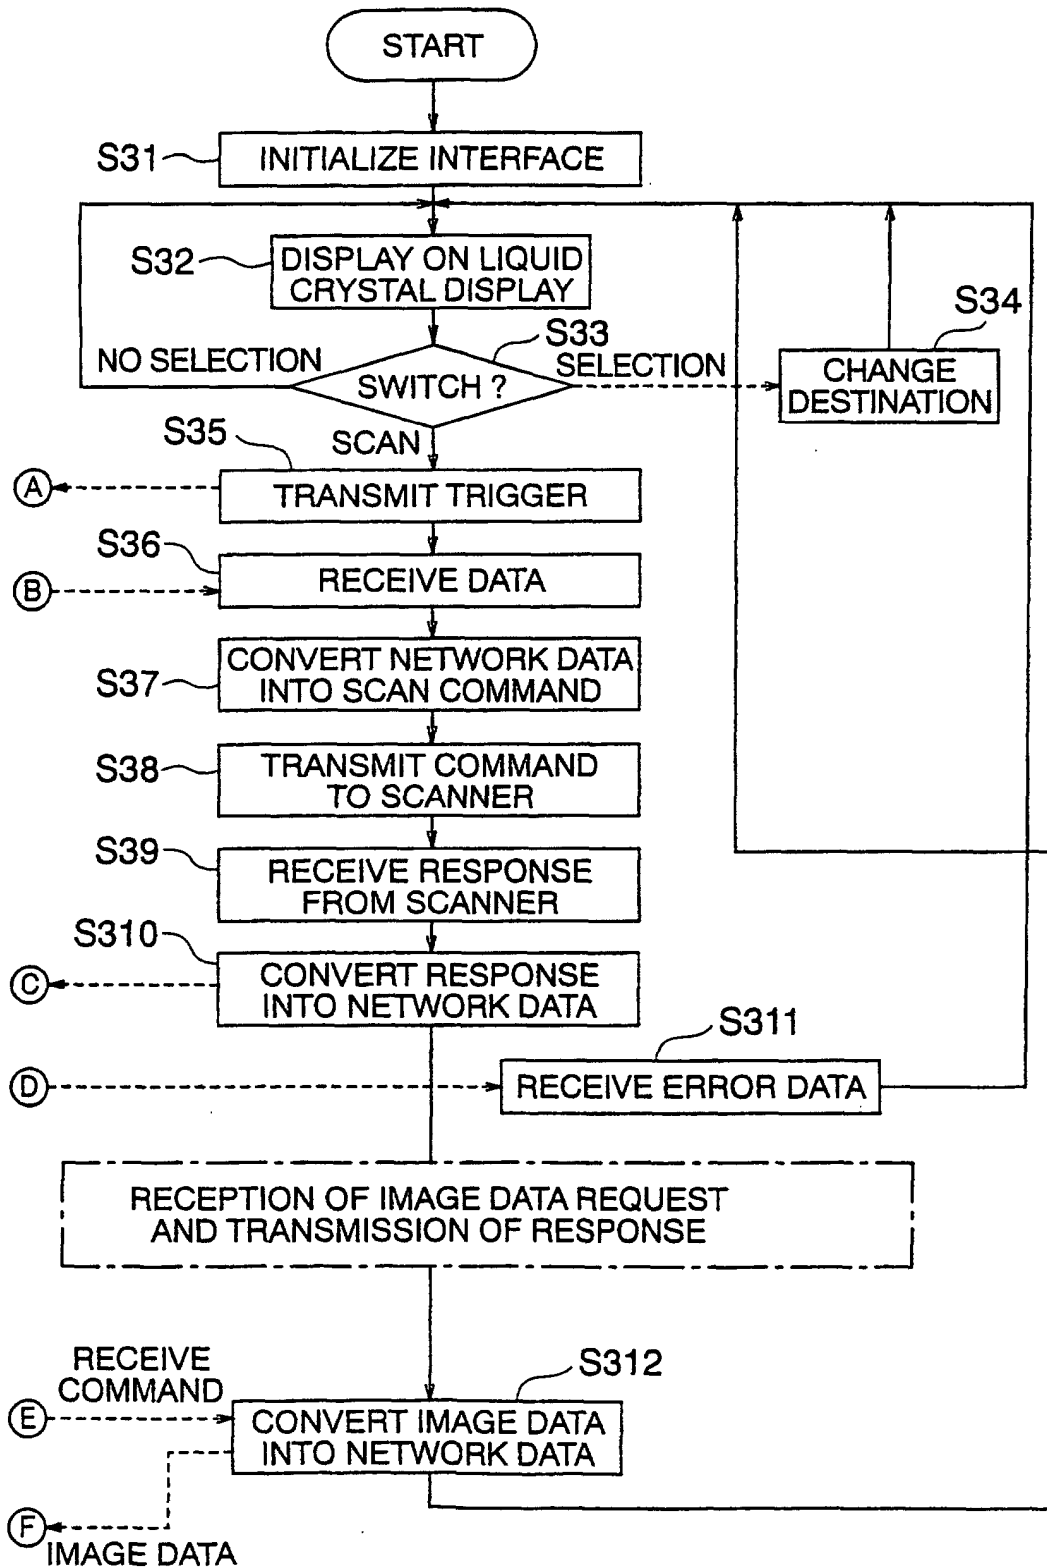 START
S31
INITIALIZE INTERFACE
S32
DISPLAY ON LIQUID
CRYSTAL DISPLAY
S33
NO SELECTION
SWITCH ?
SELECTION
S34
CHANGE
DESTINATION
SCAN
S35
A
TRANSMIT TRIGGER
S36
B
RECEIVE DATA
S37
CONVERT NETWORK DATA
INTO SCAN COMMAND
S38
TRANSMIT COMMAND
TO SCANNER
S39
RECEIVE RESPONSE
FROM SCANNER
S310
C
CONVERT RESPONSE
INTO NETWORK DATA
S311
D
RECEIVE ERROR DATA
RECEPTION OF IMAGE DATA REQUEST
AND TRANSMISSION OF RESPONSE
RECEIVE
COMMAND
S312
E
CONVERT IMAGE DATA
INTO NETWORK DATA
F
IMAGE DATA